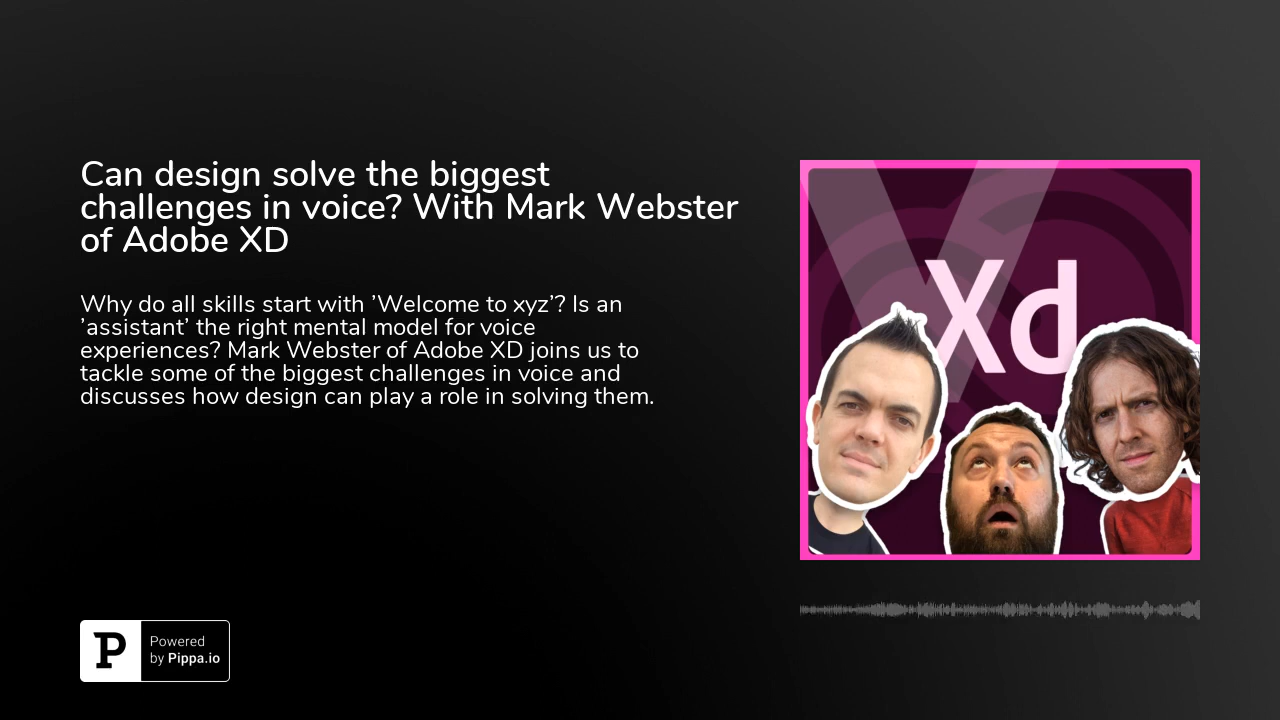 Can design solve the biggest
challenges in voice? With Mark Webster
of Adobe XD
Why do all skills start with ’Welcome to xyz’? Is an
’assistant’ the right mental model for voice
experiences? Mark Webster of Adobe XD joins us to
tackle some of the biggest challenges in voice and
discusses how design can play a role in solving them.
Xd
P
Powered
by Pippa.io